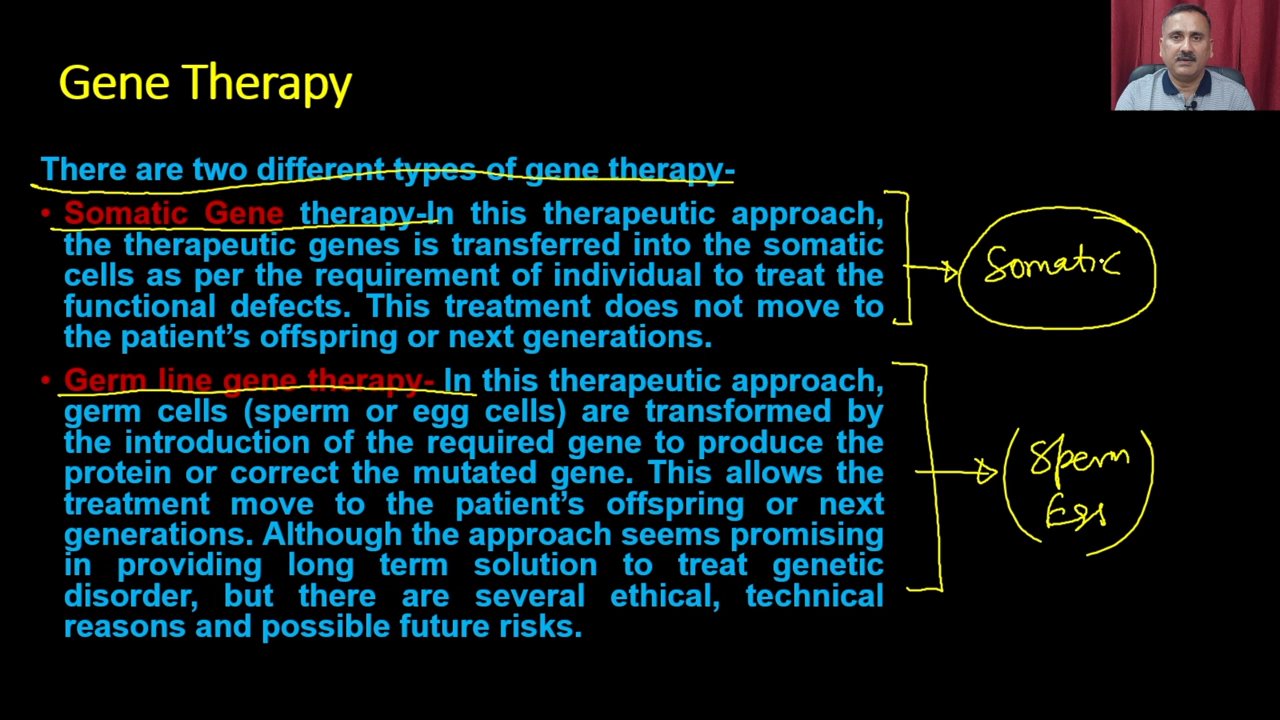 Gene Therapy
There are two different types of gene therapy-
• Somatic Gene therapy-In this therapeutic approach,
the therapeutic genes is transferred into the somatic
cells as per the requirement of individual to treat the
functional defects. This treatment does not move to
the patient's offspring or next generations.
Somatic
• Germ line gene therapy- In this therapeutic approach,
germ cells (sperm or egg cells) are transformed by
the introduction of the required gene to produce the
protein or correct the mutated gene. This allows the
treatment move to the patient's offspring or next
generations. Although the approach seems promising
in providing long term solution to treat genetic
disorder, but there are several ethical, technical
reasons and possible future risks.
Sperm
Egg